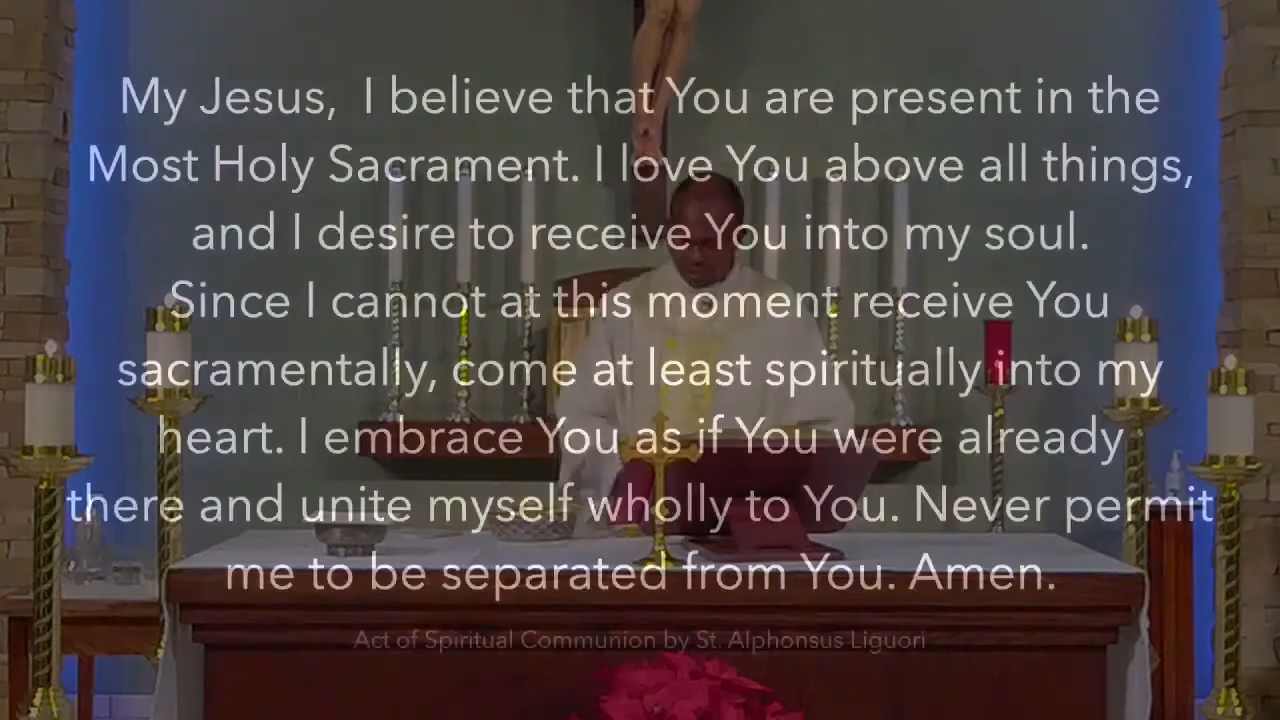 My Jesus,  I believe that You are present in the
Most Holy Sacrament. I love You above all things,
and I desire to receive You into my soul.
Since I cannot at this moment receive You
sacramentally, come at least spiritually into my
heart. I embrace You as if You were already
there and unite myself wholly to You. Never permit
me to be separated from You. Amen.
Act of Spiritual Communion by St. Alphonsus Liguori